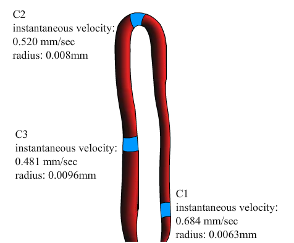 C2
instantaneous velocity:
0.520 mm/sec
radius: 0.008mm
C3
instantaneous velocity:
0.481 mm/sec
radius: 0.0096mm
C1
instantaneous velocity:
0.684 mm/sec
radius: 0.0063mm